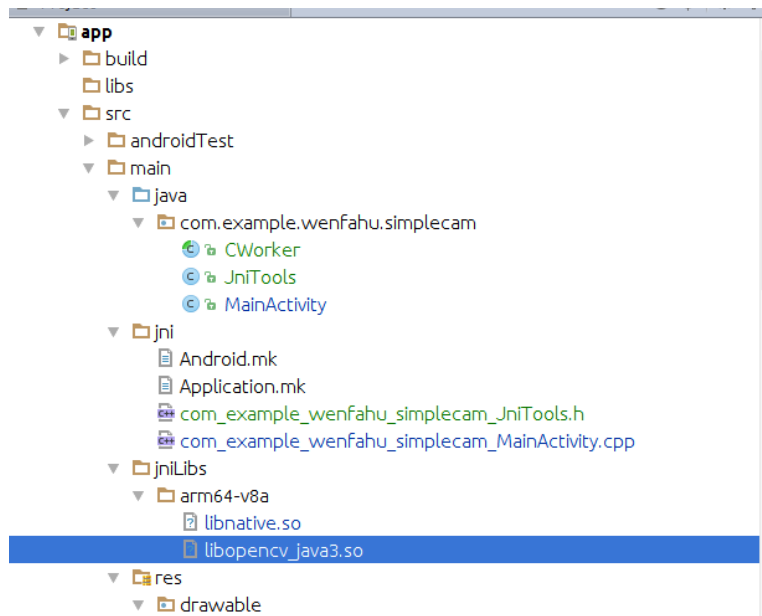 app
build
libs
src
androidTest
main
java
com.example.wenfahu.simplecam
CWorker
JniTools
MainActivity
jni
Android.mk
Application.mk
com_example_wenfahu_simplecam_JniTools.h
com_example_wenfahu_simplecam_MainActivity.cpp
jniLibs
arm64-v8a
libnative.so
libopencv_java3.so
res
drawable